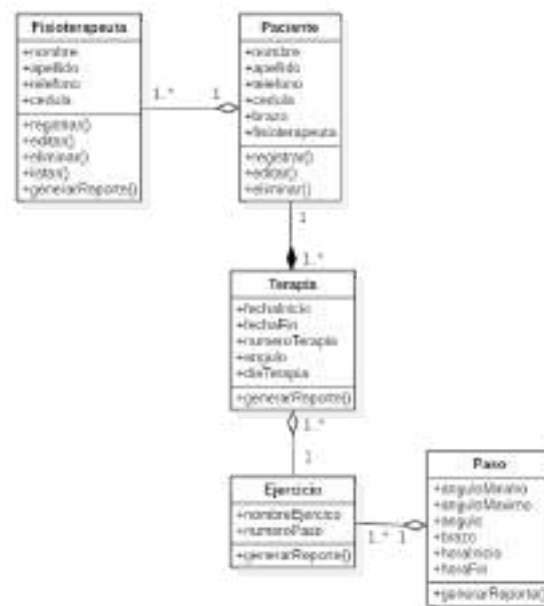 Fisioterapeuta
+nombre
+apellido
+telefono
+cedula
+registrar()
+editar()
+eliminar()
+listar()
+generarReporte()
1..*
1
Paciente
+nombre
+apellido
+telefono
+cedula
+brazo
+fisioterapeuta
+registrar()
+editar()
+eliminar()
1
1..*
Terapia
+fechaInicio
+fechaFin
+numeroTerapia
+angulo
+diaTerapia
+generarReporte()
1..*
1
Ejercicio
+nombreEjercico
+numeroPaso
+generarReporte()
1..*
1
Paso
+anguloMinimo
+anguloMaximo
+angulo
+brazo
+horaInicio
+horaFin
+generarReporte()